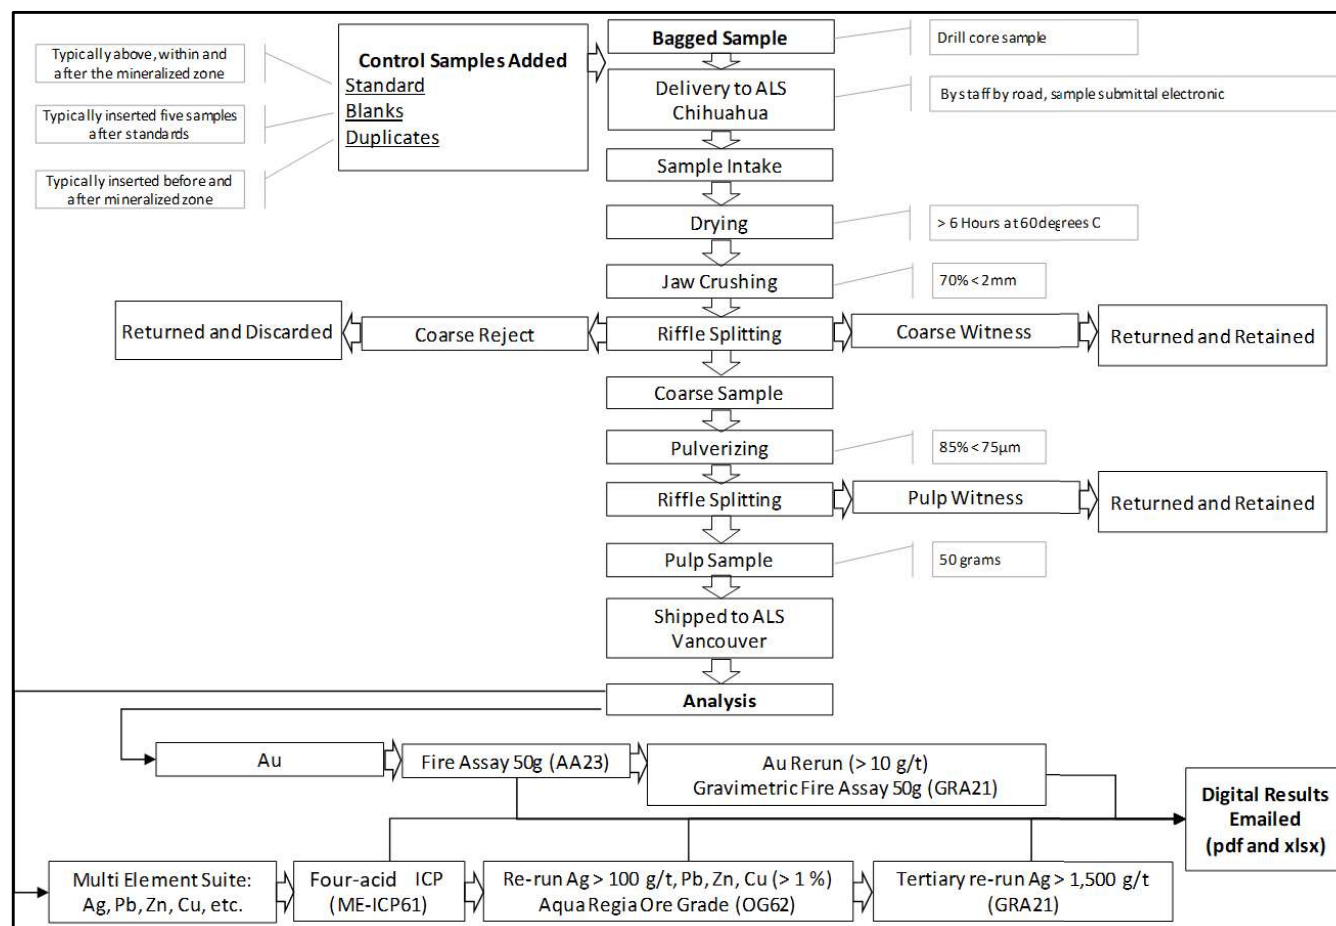 Typically above, within and
after the mineralized zone
Typically inserted five samples
after standards
Typically inserted before and
after mineralized zone
Control Samples Added
Standard
Blanks
Duplicates
Bagged Sample
Drill core sample
Delivery to ALS
Chihuahua
By staff by road, sample submittal electronic
Sample Intake
Drying
> 6 Hours at 60 degrees C
Jaw Crushing
70% < 2mm
Returned and Discarded
Coarse Reject
Riffle Splitting
Coarse Witness
Returned and Retained
Coarse Sample
Pulverizing
85% < 75µm
Riffle Splitting
Pulp Witness
Returned and Retained
Pulp Sample
50 grams
Shipped to ALS
Vancouver
Analysis
Au
Fire Assay 50g (AA23)
Au Rerun (> 10 g/t)
Gravimetric Fire Assay 50g (GRA21)
Digital Results
Emailed
(pdf and xlsx)
Multi Element Suite:
Ag, Pb, Zn, Cu, etc.
Four-acid ICP
(ME-ICP61)
Re-run Ag > 100 g/t, Pb, Zn, Cu (> 1 %)
Aqua Regia Ore Grade (OG62)
Tertiary re-run Ag > 1,500 g/t
(GRA21)